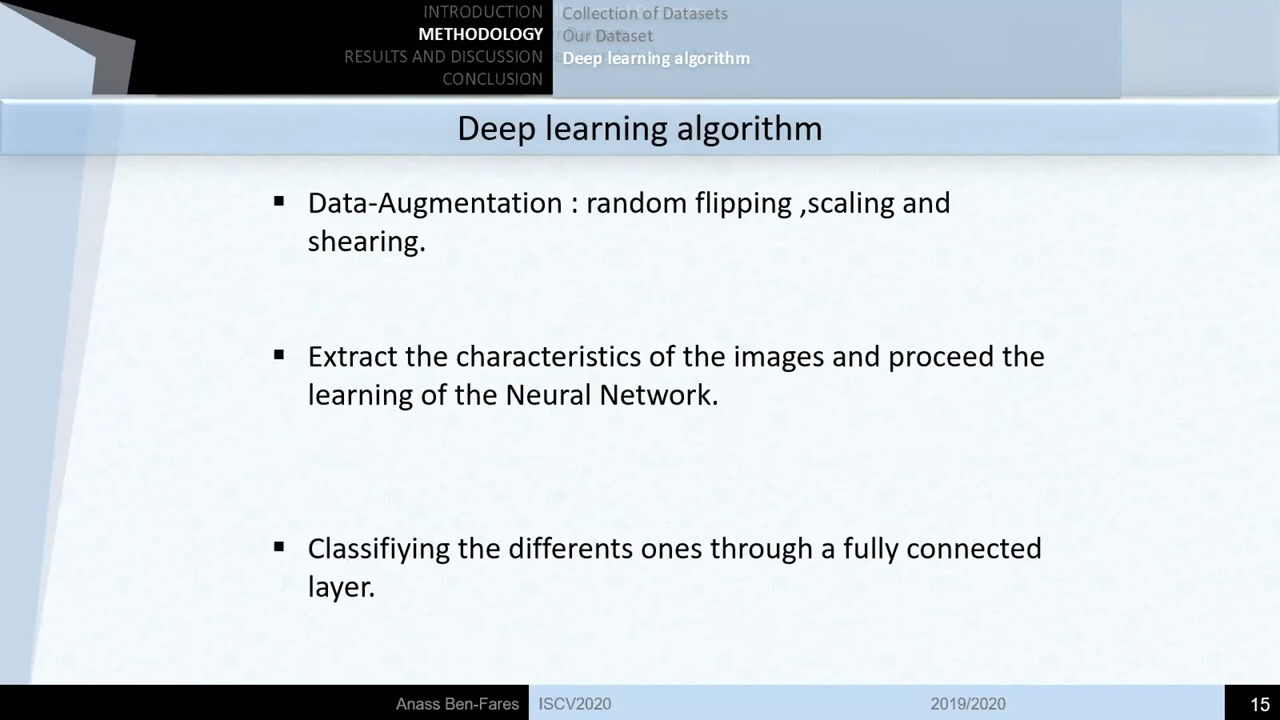 INTRODUCTION
METHODOLOGY
RESULTS AND DISCUSSION
CONCLUSION
Collection of Datasets
Our Dataset
Deep learning algorithm
Deep learning algorithm
▪ Data-Augmentation : random flipping ,scaling and
shearing.
▪ Extract the characteristics of the images and proceed the
learning of the Neural Network.
▪ Classifiying the differents ones through a fully connected
layer.
Anass Ben-Fares
ISCV2020
2019/2020
15